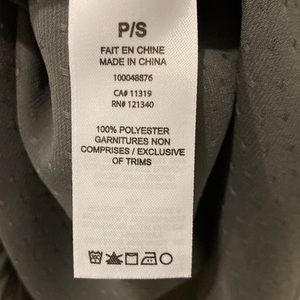 P/S
FAIT EN CHINE
MADE IN CHINA
100048876
CA# 11319
RN# 121340
100% POLYESTER
GARNITURES NON
COMPRISES / EXCLUSIVE
OF TRIMS